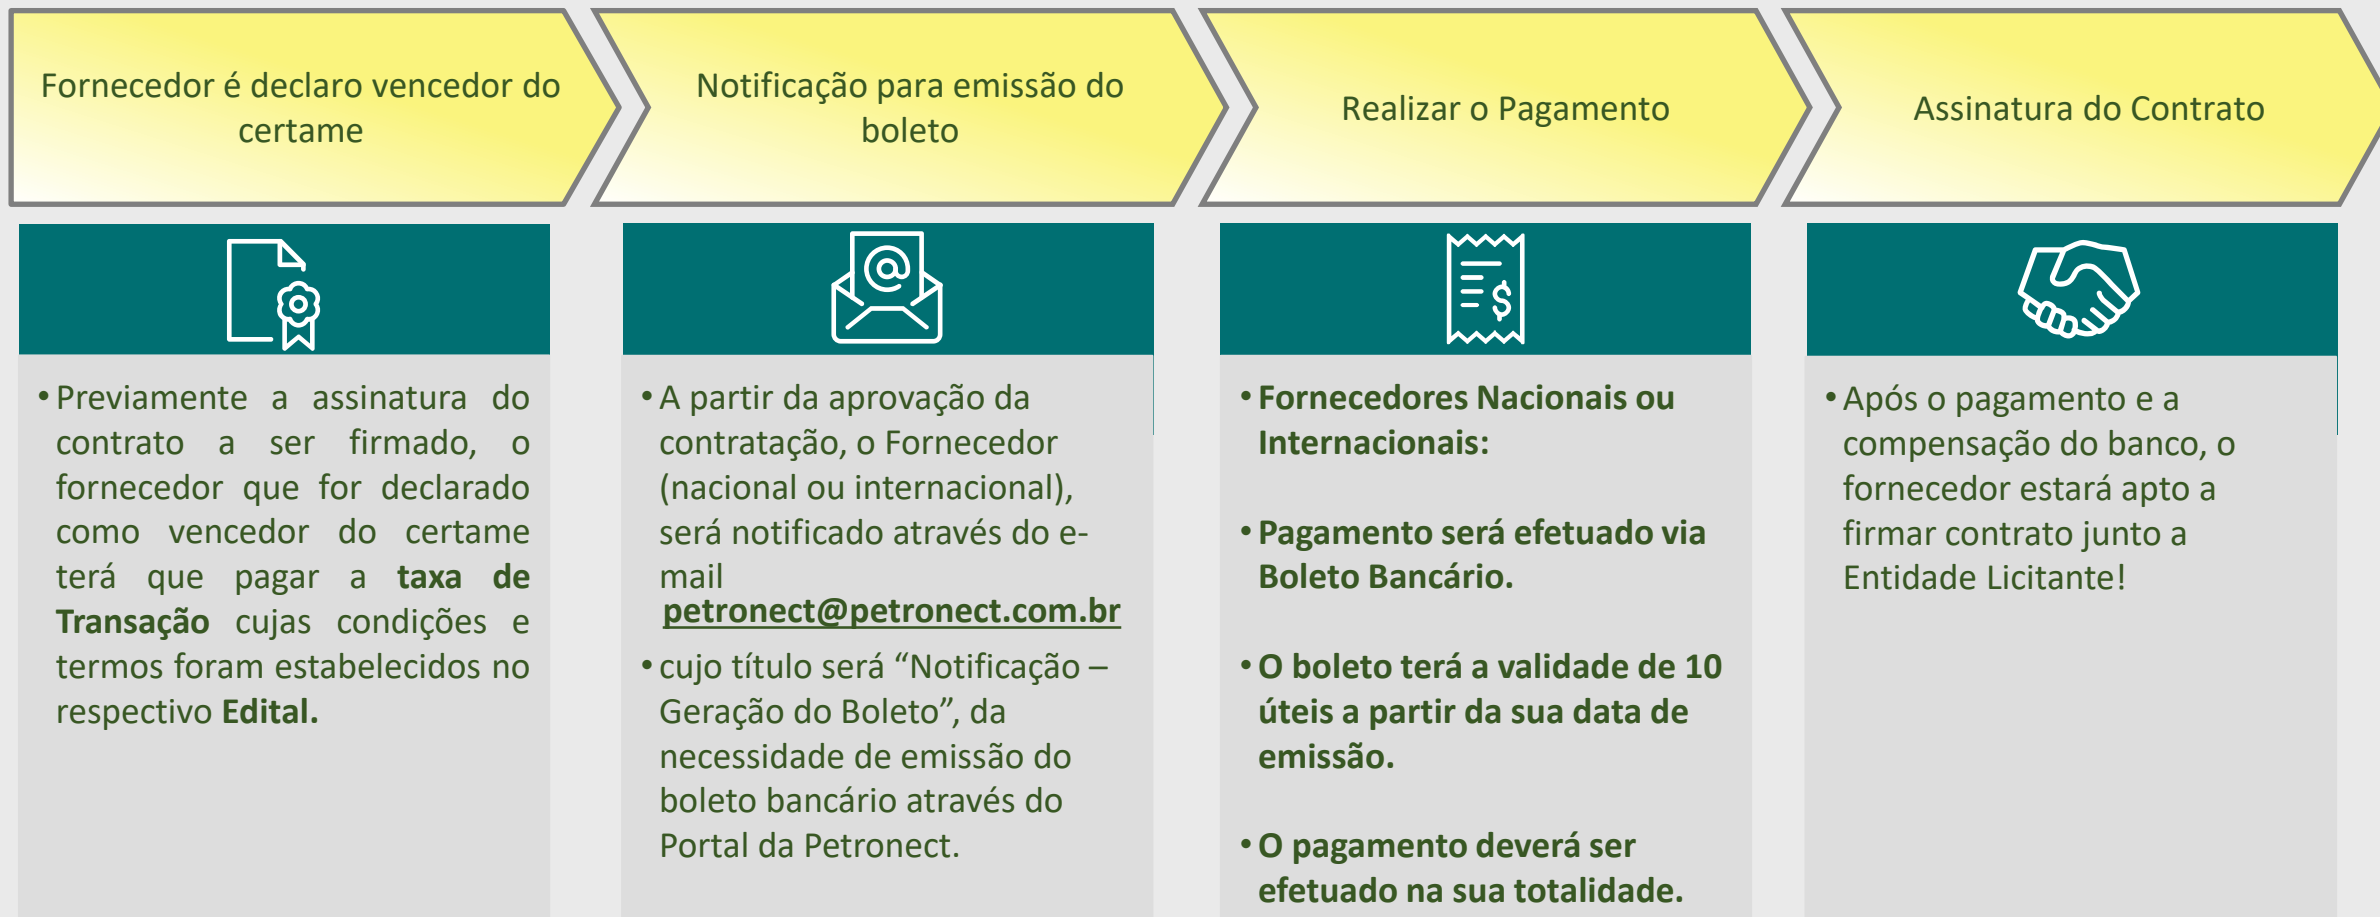 Fornecedor é declaro vencedor do
certame
Notificação para emissão do
boleto
Realizar o Pagamento
Assinatura do Contrato
• Previamente a assinatura do
contrato a ser firmado, o
fornecedor que for declarado
como vencedor do certame
terá que pagar a taxa de
Transação cujas condições e
termos foram estabelecidos no
respectivo Edital.
• A partir da aprovação da
contratação, o Fornecedor
(nacional ou internacional),
será notificado através do e-
mail
petronect@petronect.com.br
• cujo título será “Notificação –
Geração do Boleto”, da
necessidade de emissão do
boleto bancário através do
Portal da Petronect.
• Fornecedores Nacionais ou
Internacionais:
• Pagamento será efetuado via
Boleto Bancário.
• O boleto terá a validade de 10
úteis a partir da sua data de
emissão.
• O pagamento deverá ser
efetuado na sua totalidade.
• Após o pagamento e a
compensação do banco, o
fornecedor estará apto a
firmar contrato junto a
Entidade Licitante!